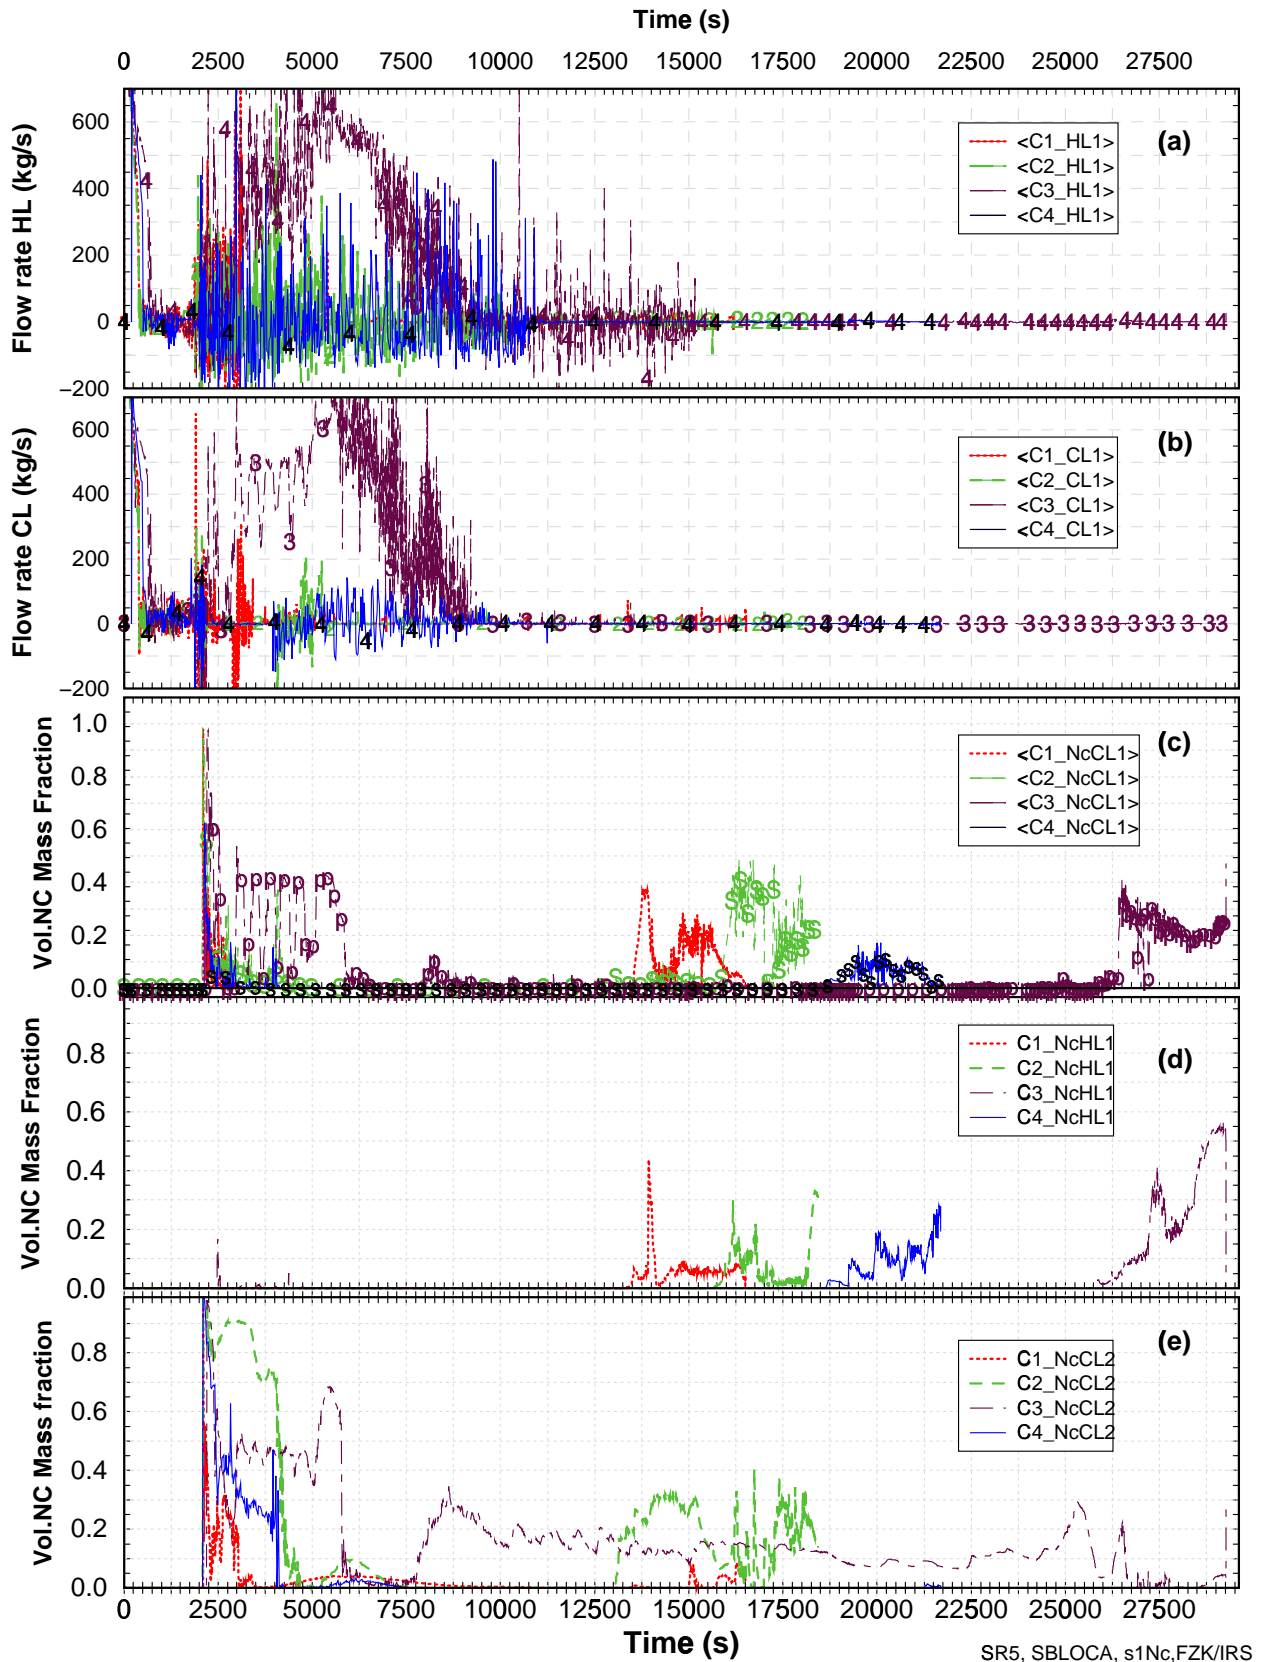 Time (s)
0 2500 5000 7500 10000 12500 15000 17500 20000 22500 25000 27500
Flow rate HL (kg/s)
600
400
200
0
−200
(a)
<C1_HL1>
<C2_HL1>
<C3_HL1>
<C4_HL1>
Flow rate CL (kg/s)
600
400
200
0
−200
(b)
<C1_CL1>
<C2_CL1>
<C3_CL1>
<C4_CL1>
Vol.NC Mass Fraction
1.0
0.8
0.6
0.4
0.2
0.0
(c)
<C1_NcCL1>
<C2_NcCL1>
<C3_NcCL1>
<C4_NcCL1>
Vol.NC Mass Fraction
0.8
0.6
0.4
0.2
0.0
(d)
C1_NcHL1
C2_NcHL1
C3_NcHL1
C4_NcHL1
Vol.NC Mass fraction
0.8
0.6
0.4
0.2
0.0
(e)
C1_NcCL2
C2_NcCL2
C3_NcCL2
C4_NcCL2
0 2500 5000 7500 10000 12500 15000 17500 20000 22500 25000 27500
Time (s)
SR5, SBLOCA, s1Nc,FZK/IRS